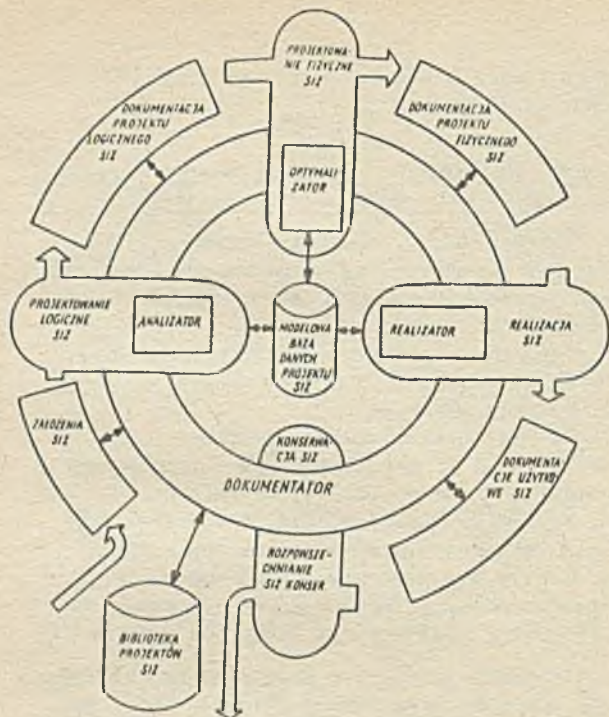 PROJEKTOWA-
NIE FIZYCZNE
SIZ
DOKUMENTACJA
PROJEKTU
LOGICZNEGO
SIZ
DOKUMENTACJA
PROJEKTU
FIZYCZNEGO
SIZ
OPTYMALI
ZATOR
PROJEKTOWANIE
LOGICZNE
SIZ
ANALIZATOR
MODELOWA
BAZA
DANYCH
PROJEKTU
SIZ
REALIZATOR
REALIZACJA
SIZ
ZAŁOŻENIA
SIZ
KONSERWA-
CJA SIZ
DOKUMENTATOR
DOKUMENTA-
CJE UŻYTKO-
WE SIZ
ROZPOWSZE-
CHNIANIE
SIZ KONSER
BIBLIOTEKA
PROJEKTÓW
SIZ